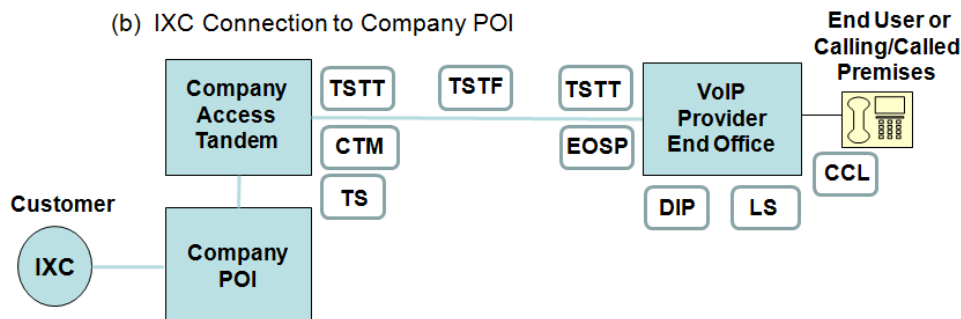 (b) IXC Connection to Company POI
End User or
Calling/Called
Premises
Company
Access
Tandem
TSTT
TSTF
TSTT
VoIP
Provider
End Office
CTM
EOSP
TS
CCL
DIP
LS
Customer
IXC
Company
POI